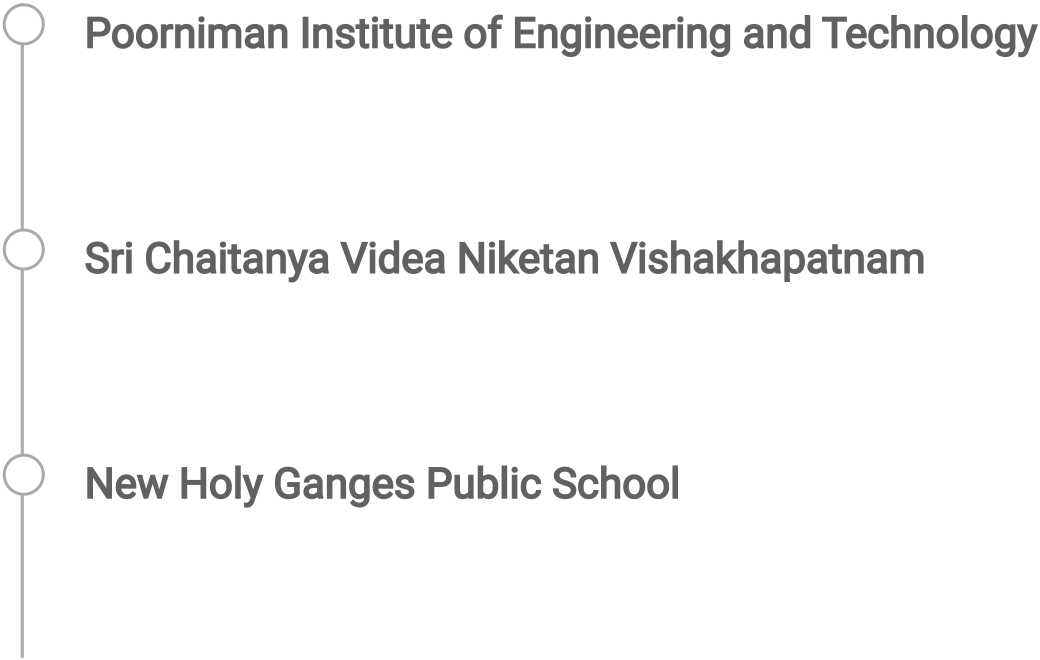 Poorniman Institute of Engineering and Technology
Sri Chaitanya Videa Niketan Vishakhapatnam
New Holy Ganges Public School